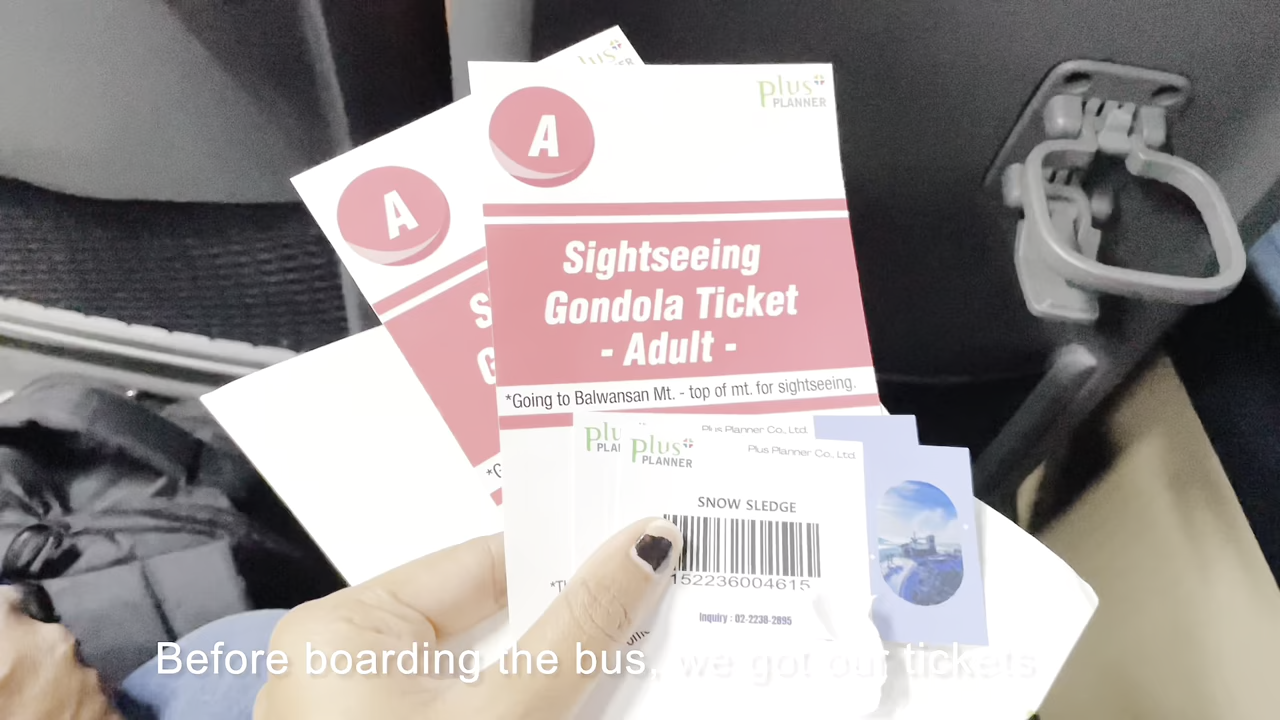 plus
PLANNER
A
A
Sightseeing
Gondola Ticket
- Adult -
*Going to Balwansan Mt. - top of mt. for sightseeing.
Plus Planner Co., Ltd.
plus
PLANNER
Plus Planner Co., Ltd.
SNOW SLEDGE
152236004615
Inquiry : 02-2238-2895
Before boarding the bus, we got our tickets